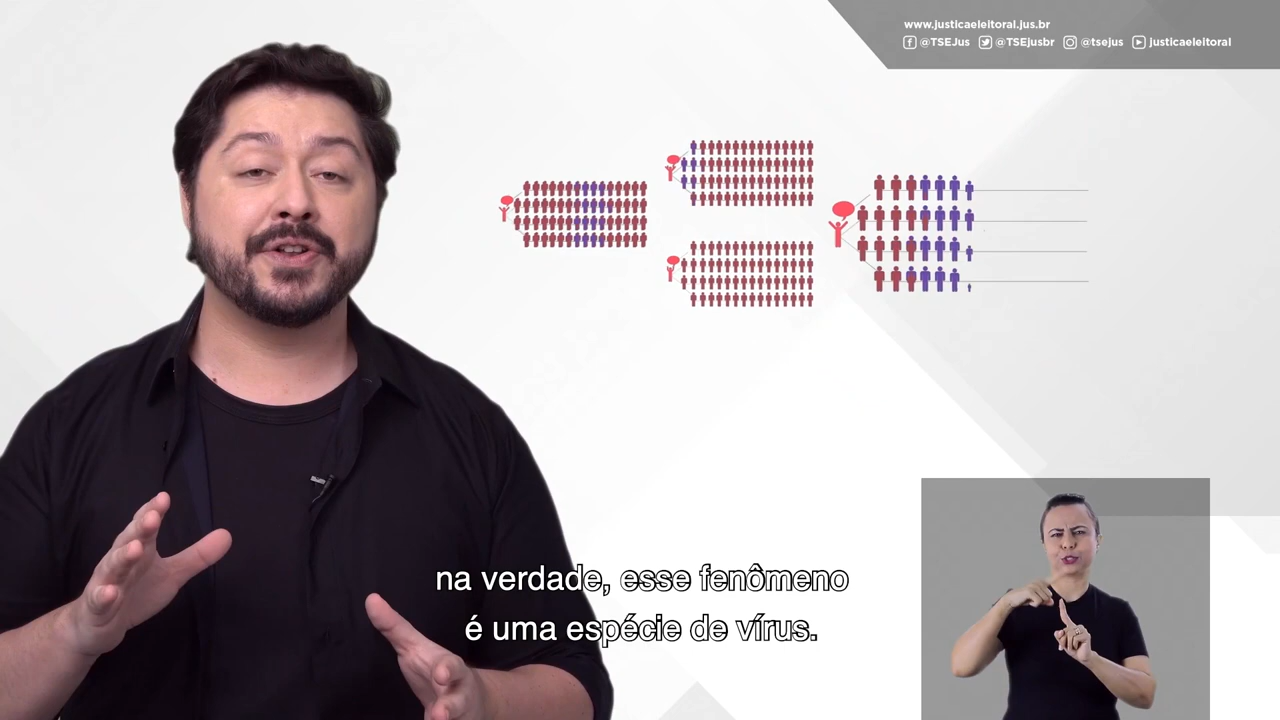 www.justicaeleitoral.jus.br
@TSEJus @TSEjusbr @tsejus justicaeleitoral
na verdade, esse fenômeno
é uma espécie de vírus.